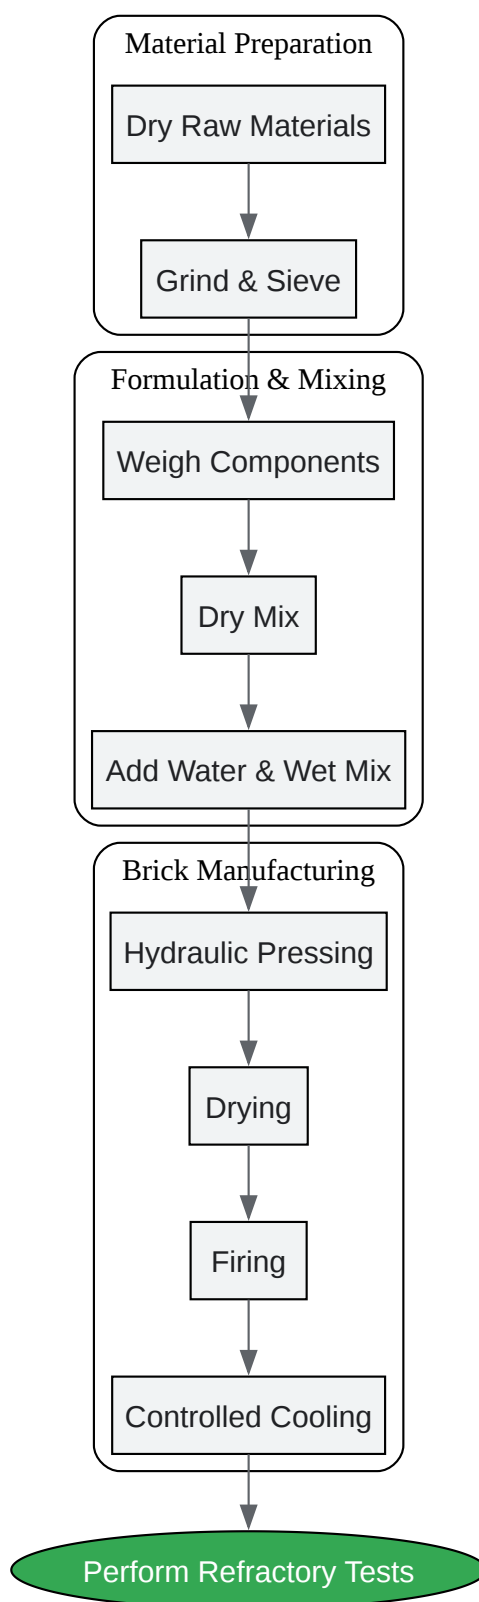 Material Preparation
Dry Raw Materials
Grind & Sieve
Formulation & Mixing
Weigh Components
Dry Mix
Add Water & Wet Mix
Brick Manufacturing
Hydraulic Pressing
Drying
Firing
Controlled Cooling
Perform Refractory Tests